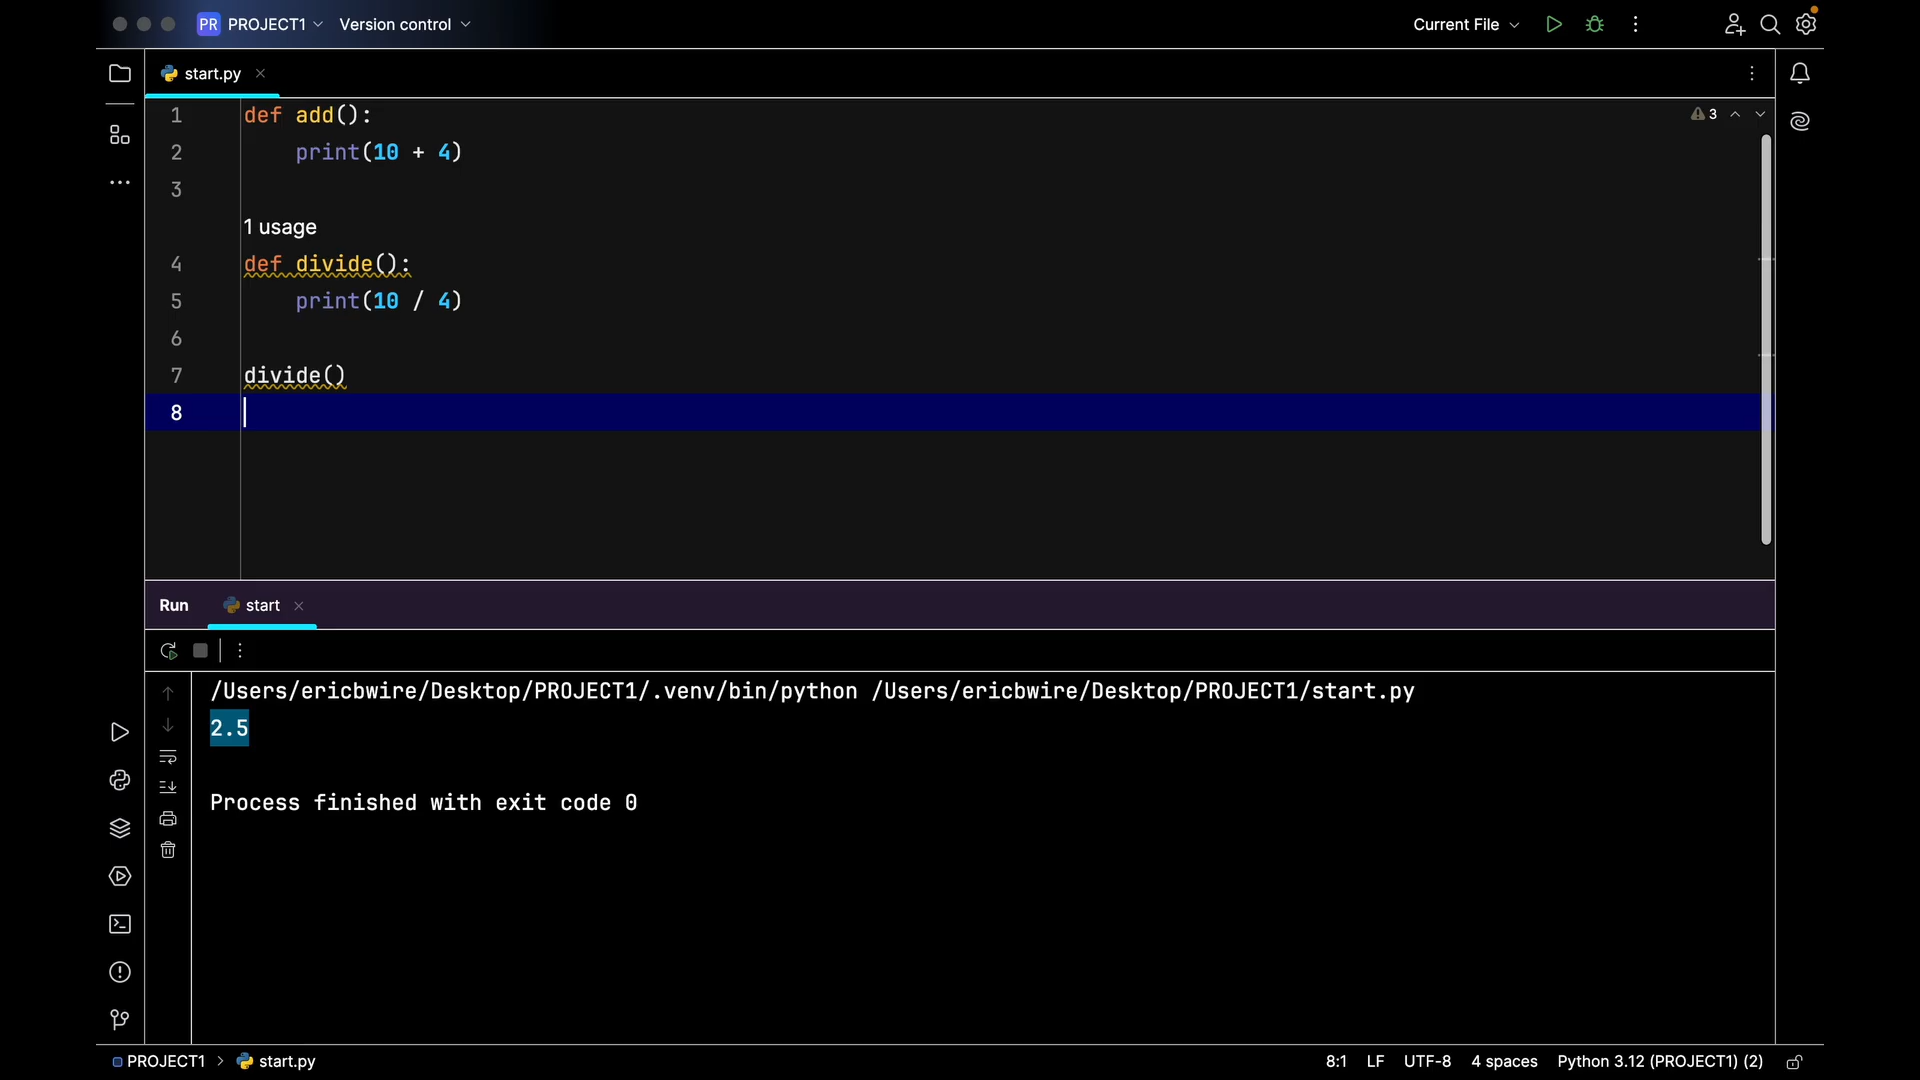 PR PROJECT1 Version control Current File
start.py
1 def add():
3
2 print(10 + 4)
3
1 usage
4 def divide():
5 print(10 / 4)
6
7 divide()
8
Run start
/Users/ericbwire/Desktop/PROJECT1/.venv/bin/python /Users/ericbwire/Desktop/PROJECT1/start.py
2.5
Process finished with exit code 0
PROJECT1 > start.py 8:1 LF UTF-8 4 spaces Python 3.12 (PROJECT1) (2)